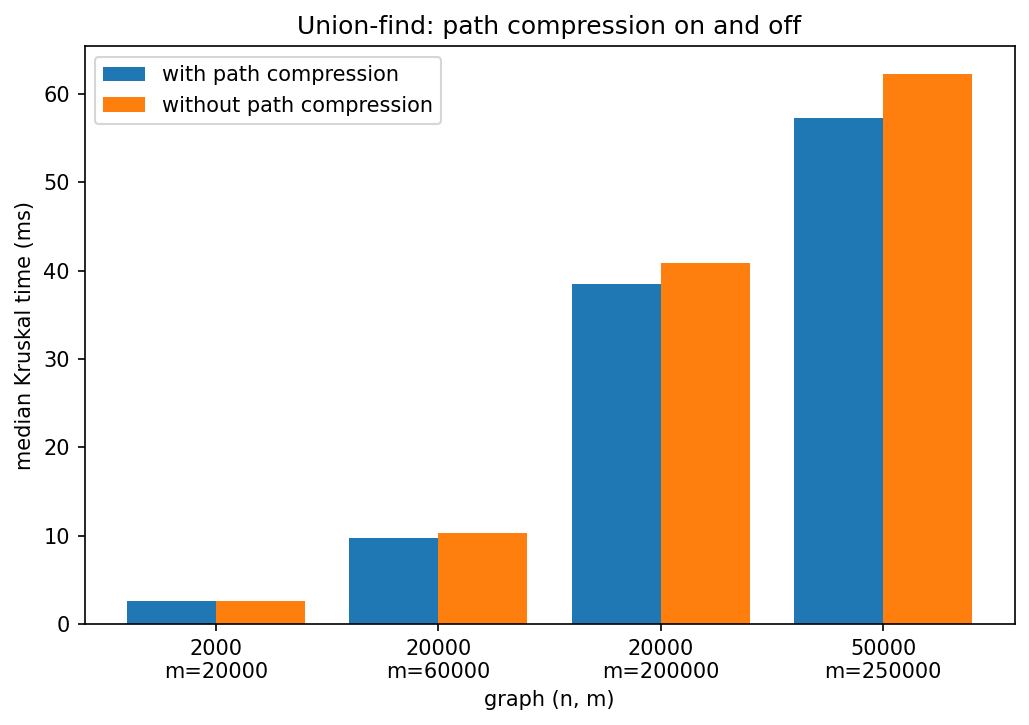 Union-find: path compression on and off
with path compression
without path compression
median Kruskal time (ms)
60
50
40
30
20
10
0
2000
m=20000
20000
m=60000
20000
m=200000
50000
m=250000
graph (n, m)